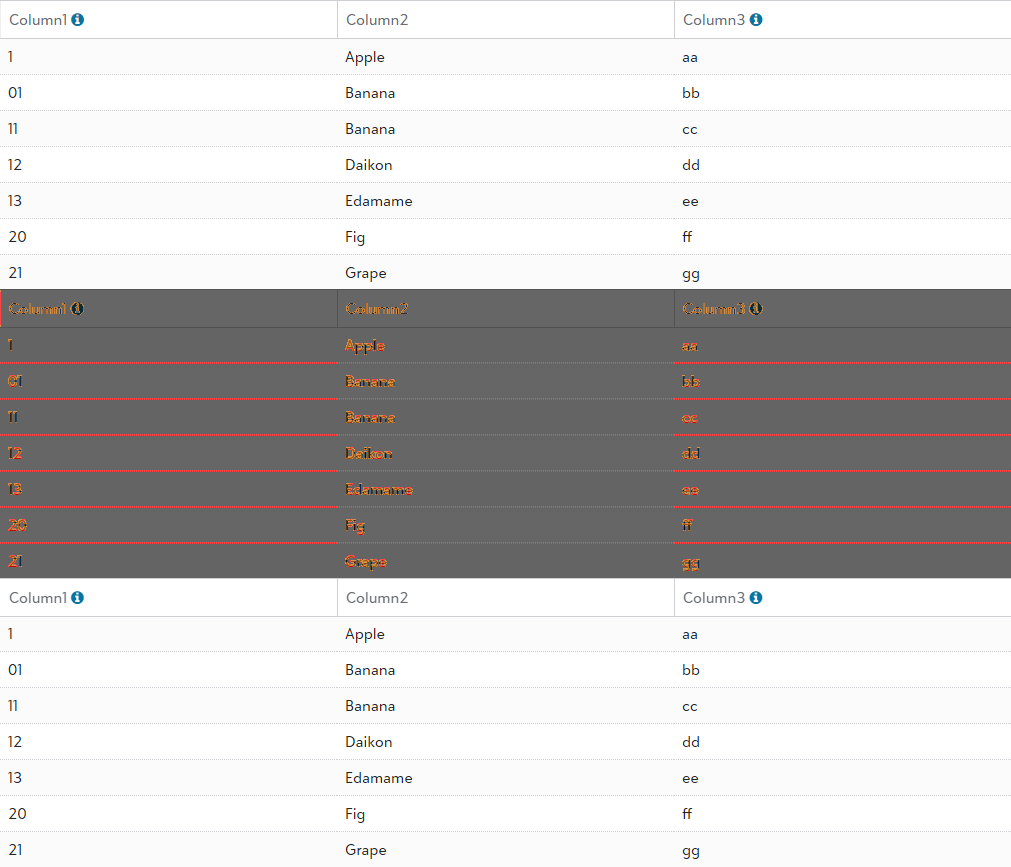 Column1 Column2 Column3
1 Apple aa
01 Banana bb
11 Banana cc
12 Daikon dd
13 Edamame ee
20 Fig ff
21 Grape gg
Column1 Column2 Column3
1 Apple aa
01 Banana bb
11 Banana cc
12 Daikon dd
13 Edamame ee
20 Fig ff
21 Grape gg
Column1 Column2 Column3
1 Apple aa
01 Banana bb
11 Banana cc
12 Daikon dd
13 Edamame ee
20 Fig ff
21 Grape gg